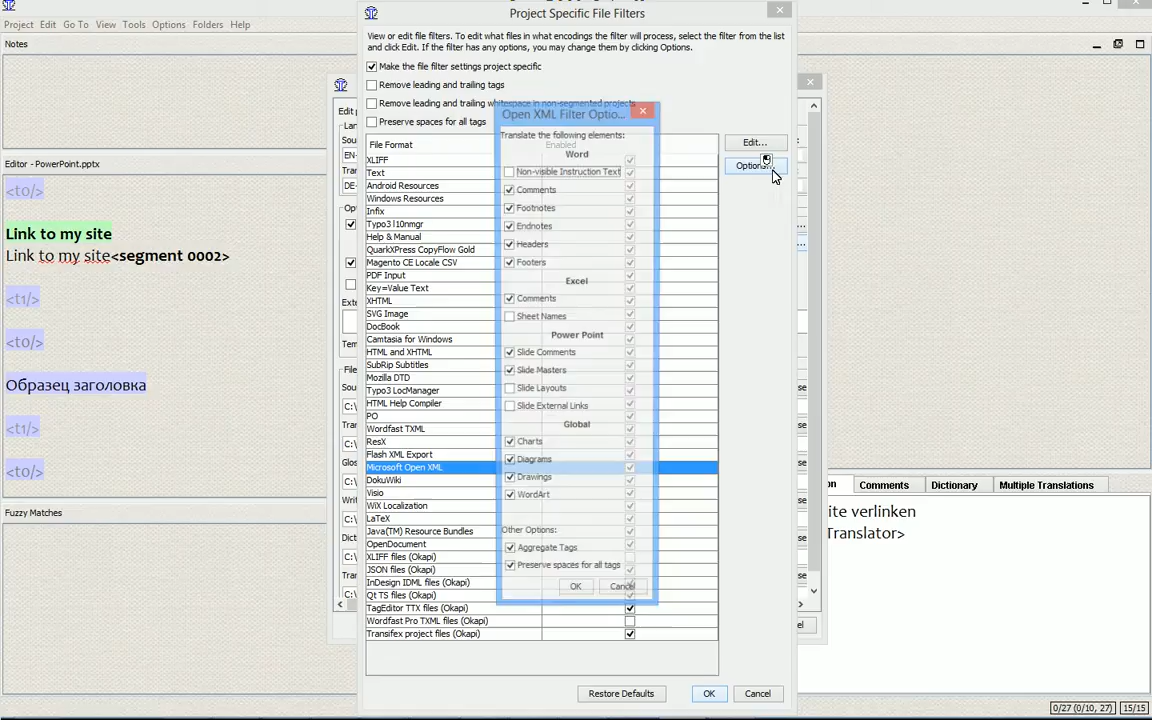 Project Edit Go To View Tools Options Folders Help
Notes
Editor - PowerPoint.pptx
<to/>
Link to my site
Link to my site<segment 0002>
<t1/>
<to/>
Образец заголовка
<t1/>
<to/>
Fuzzy Matches
Project Specific File Filters
View or edit file filters. To edit what files in what encodings the filter will process, select the filter from the list
and click Edit. If the filter has any options, you may change them by clicking Options.
Make the file filter settings project specific
Remove leading and trailing tags
Remove leading and trailing whitespace in non-segmented projects
Preserve spaces for all tags
File Format Enabled
XLIFF
Text
Android Resources
Windows Resources
Infix
Typo3 l10nmgr
Help & Manual
QuarkXPress CopyFlow Gold
Magento CE Locale CSV
PDF Input
Key=Value Text
XHTML
SVG Image
DocBook
Camtasia for Windows
HTML and XHTML
SubRip Subtitles
Mozilla DTD
Typo3 LocManager
HTML Help Compiler
PO
Wordfast TXML
ResX
Flash XML Export
Microsoft Open XML
DokuWiki
Visio
WiX Localization
LaTeX
Java(TM) Resource Bundles
OpenDocument
XLIFF files (Okapi)
JSON files (Okapi)
InDesign IDML files (Okapi)
Qt TS files (Okapi)
TagEditor TTX files (Okapi)
Wordfast Pro TXML files (Okapi)
Transifex project files (Okapi)
Edit...
Restore Defaults OK Cancel
Open XML Filter Optio...
Translate the following elements:
Word
Non-visible Instruction Text
Comments
Footnotes
Endnotes
Headers
Footers
Excel
Comments
Sheet Names
Power Point
Slide Comments
Slide Masters
Slide Layouts
Slide External Links
Global
Charts
Diagrams
Drawings
WordArt
Other Options:
Aggregate Tags
Preserve spaces for all tags
OK Cancel
Comments Dictionary Multiple Translations
ite verlinken
Translator>
0/27 (0/10, 27) 15/15